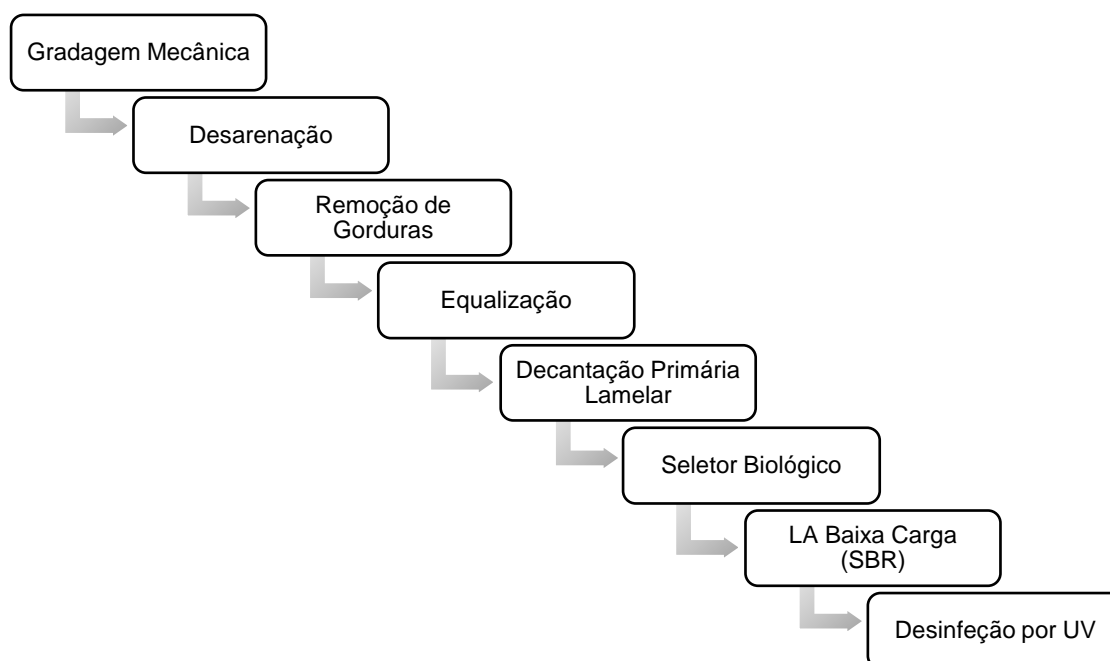 Gradagem Mecânica
Desarenação
Remoção de
Gorduras
Equalização
Decantação Primária
Lamelar
Seletor Biológico
LA Baixa Carga
(SBR)
Desinfeção por UV